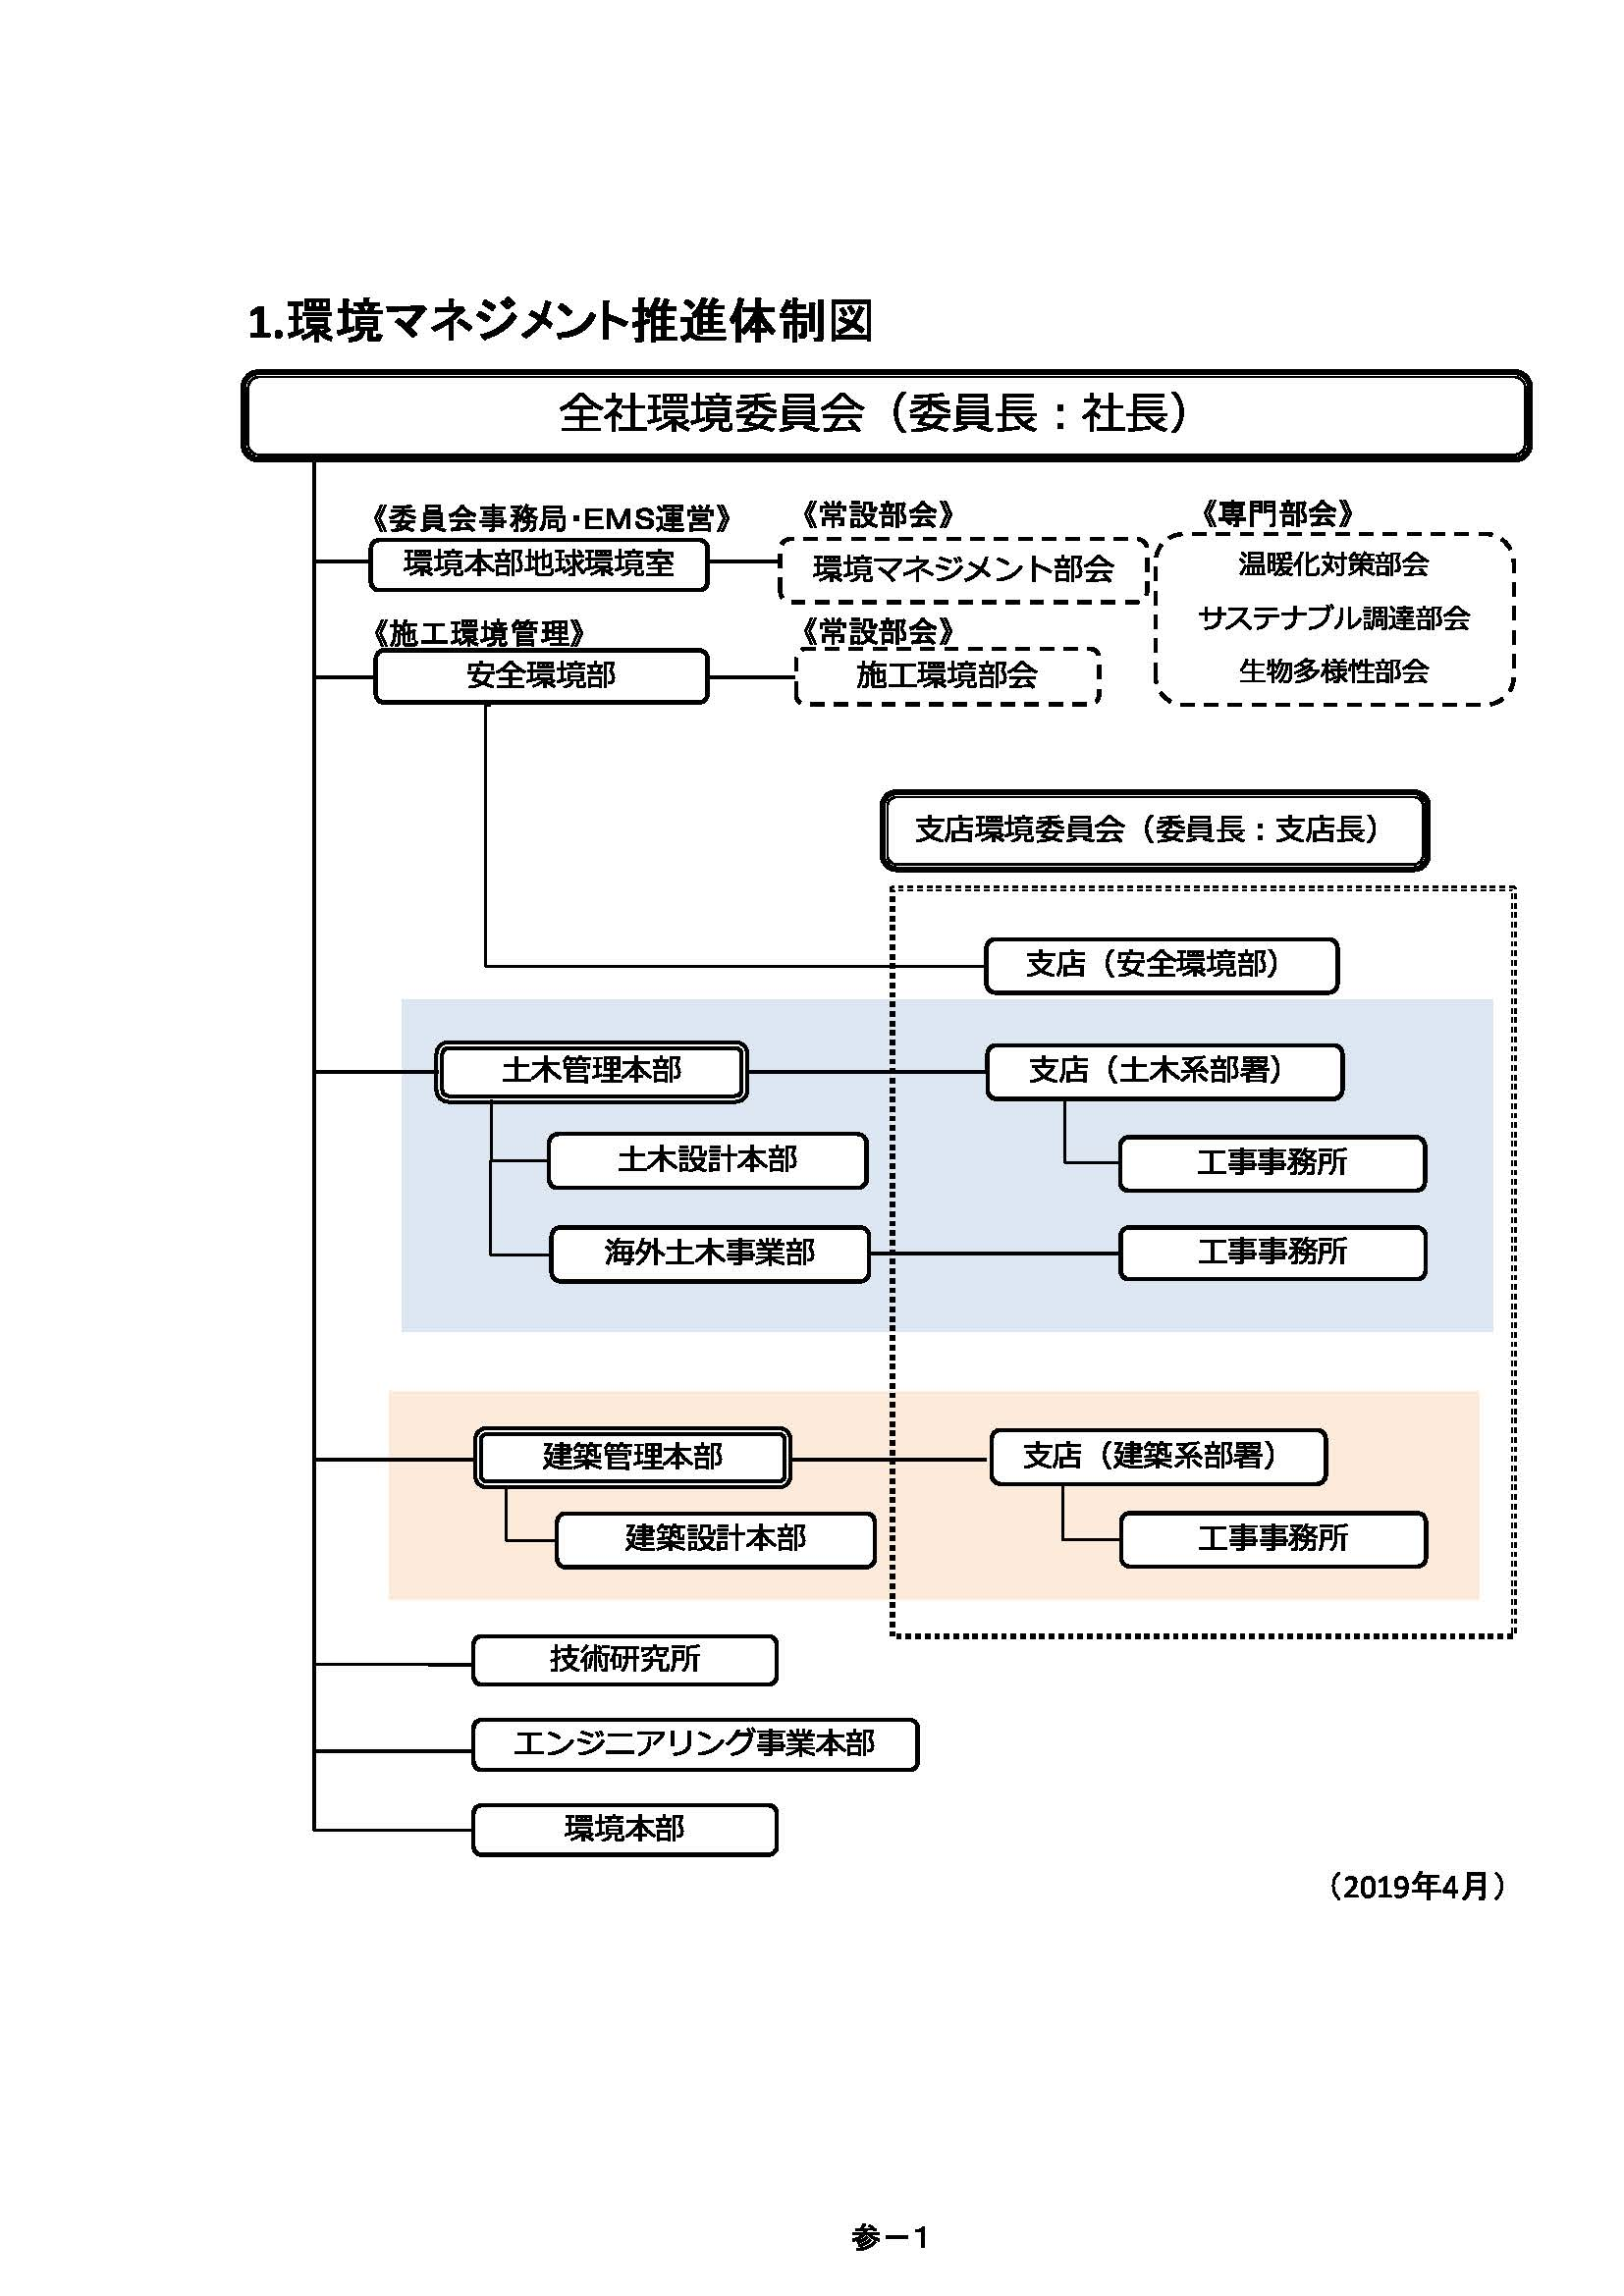 1.環境マネジメント推進体制図
全社環境委員会（委員長：社長）
《委員会事務局・EMS運営》
《常設部会》
《専門部会》
環境本部地球環境室
環境マネジメント部会
温暖化対策部会
サステナブル調達部会
生物多様性部会
《施工環境管理》
《常設部会》
安全環境部
施工環境部会
支店環境委員会（委員長：支店長）
支店（安全環境部）
土木管理本部
支店（土木系部署）
土木設計本部
工事事務所
海外土木事業部
工事事務所
建築管理本部
支店（建築系部署）
建築設計本部
工事事務所
技術研究所
エンジニアリング事業本部
環境本部
（2019年4月）
参－1